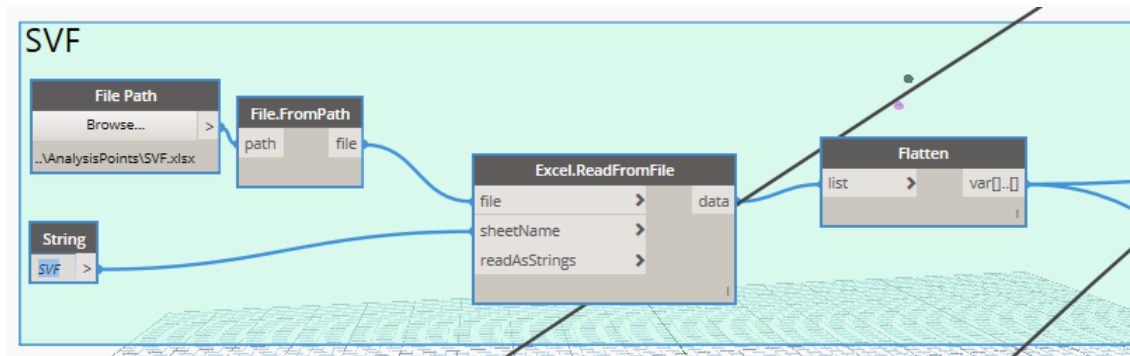 SVF
File Path
Browse...
>
..\AnalysisPoints\SVF.xlsx
File.FromPath
path
file
String
SVF
>
Excel.ReadFromFile
file
>
data
sheetName
>
readAsStrings
>
l
Flatten
list
>
var[]..[]
l